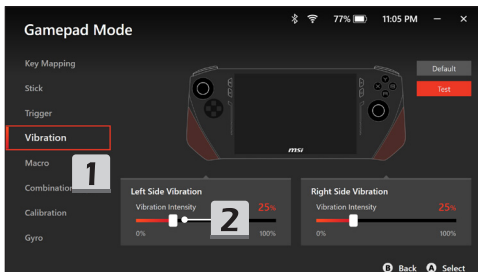 77% 11:05 PM
Gamepad Mode
Key Mapping
Stick
Trigger
Vibration
Macro
Combination
Calibration
Gyro
1
Default
Test
msi
Left Side Vibration
Vibration Intensity 25%
0% 100%
2
Right Side Vibration
Vibration Intensity 25%
0% 100%
B Back A Select